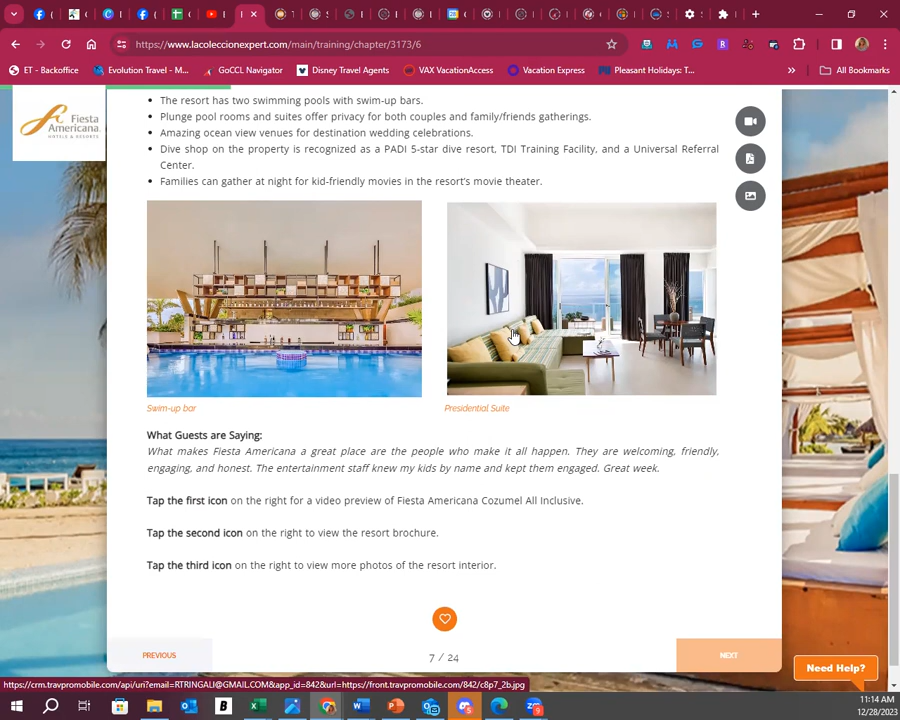 https://www.lacoleccionexpert.com/main/training/chapter/3173/6
ET - Backoffice
Evolution Travel - M...
GoCCL Navigator
Disney Travel Agents
VAX VacationAccess
Vacation Express
Pleasant Holidays: T...
All Bookmarks
Fiesta
Americana.
HOTELS & RESORTS
The resort has two swimming pools with swim-up bars.
Plunge pool rooms and suites offer privacy for both couples and family/friends gatherings.
Amazing ocean view venues for destination wedding celebrations.
Dive shop on the property is recognized as a PADI 5-star dive resort, TDI Training Facility, and a Universal Referral
Center.
Families can gather at night for kid-friendly movies in the resort's movie theater.
Swim-up bar
Presidential Suite
What Guests are Saying:
What makes Fiesta Americana a great place are the people who make it all happen. They are welcoming, friendly,
engaging, and honest. The entertainment staff knew my kids by name and kept them engaged. Great week.
Tap the first icon on the right for a video preview of Fiesta Americana Cozumel All Inclusive.
Tap the second icon on the right to view the resort brochure.
Tap the third icon on the right to view more photos of the resort interior.
PREVIOUS
7 / 24
NEXT
Need Help?
https://crm.travpromobile.com/api/uri?email=RTRINGALI@GMAIL.COM&app_id=842&url=https://front.travpromobile.com/842/c8p7_2b.jpg
11:14 AM
12/28/2023